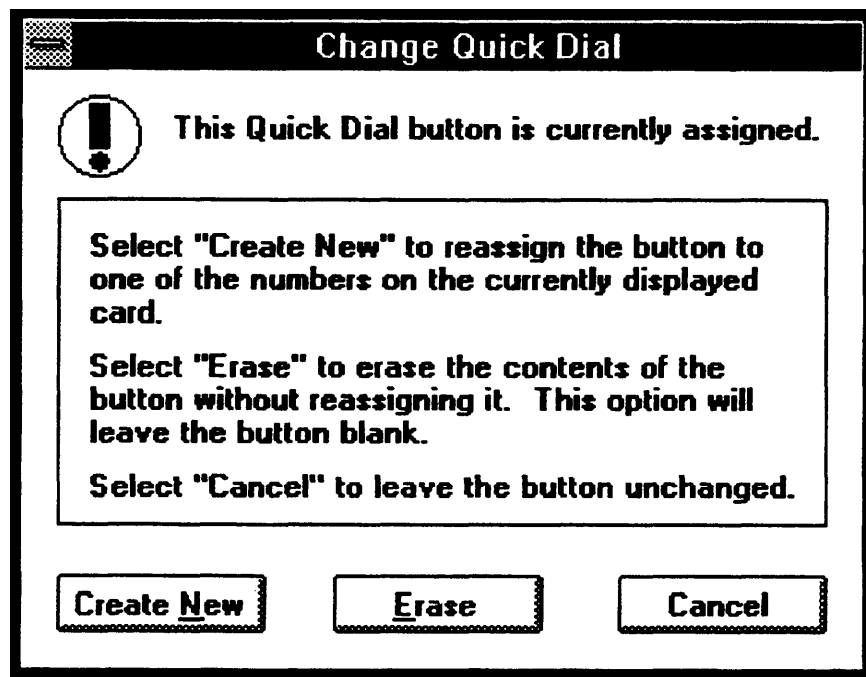 Change Quick Dial
This Quick Dial button is currently assigned.
Select "Create New" to reassign the button to
one of the numbers on the currently displayed
card.
Select "Erase" to erase the contents of the
button without reassigning it.  This option will
leave the button blank.
Select "Cancel" to leave the button unchanged.
Create New
Erase
Cancel